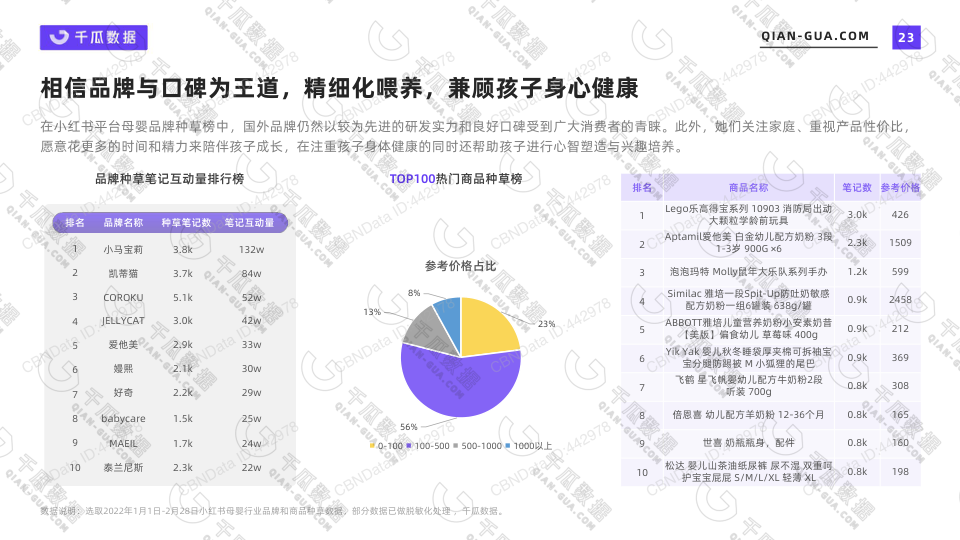 千瓜数据
QIAN-GUA.COM
23
相信品牌与口碑为王道，精细化喂养，兼顾孩子身心健康
在小红书平台母婴品牌种草榜中，国外品牌仍然以较为先进的研发实力和良好口碑受到广大消费者的青睐。此外，她们关注家庭、重视产品性价比，
愿意花更多的时间和精力来陪伴孩子成长，在注重孩子身体健康的同时还帮助孩子进行心智塑造与兴趣培养。
品牌种草笔记互动量排行榜
排名 品牌名称 种草笔记数 笔记互动量
1 小马宝莉 3.8k 132w
2 凯蒂猫 3.7k 84w
3 COROKU 5.1k 52w
4 JELLYCAT 3.0k 42w
5 爱他美 2.9k 33w
6 嫚熙 2.1k 30w
7 好奇 2.2k 29w
8 babycare 1.5k 25w
9 MAEIL 1.7k 24w
10 泰兰尼斯 2.3k 22w
TOP100热门商品种草榜
参考价格占比
8%
13%
23%
56%
0-100 100-500 500-1000 1000以上
排名 商品名称 笔记数 参考价格
1 Lego乐高得宝系列 10903 消防局出动
大颗粒学龄前玩具 3.0k 426
2 Aptamil爱他美 白金幼儿配方奶粉 3段
1-3岁 900G ×6 2.3k 1509
3 泡泡玛特 Molly鼠年大乐队系列手办 1.2k 599
4 Similac 雅培一段Spit-Up防吐奶敏感
配方奶粉一组6罐装 638g/罐 0.9k 2458
5 ABBOTT雅培儿童营养奶粉小安素奶昔
【美版】偏食幼儿 草莓味 400g 0.9k 212
6 Yik Yak 婴儿秋冬睡袋厚夹棉可拆袖宝
宝分腿防踢被 M 小狐狸的尾巴 0.9k 369
7 飞鹤 星飞帆婴幼儿配方牛奶粉2段
听装 700g 0.8k 308
8 倍恩喜 幼儿配方羊奶粉 12-36个月 0.8k 165
9 世喜 奶瓶瓶身，配件 0.8k 160
10 松达 婴儿山茶油纸尿裤 尿不湿 双重呵
护宝宝屁屁 S/M/L/XL 轻薄 XL 0.8k 198
数据说明：选取2022年1月1日-2月28日小红书母婴行业品牌和商品种草数据，部分数据已做脱敏化处理，千瓜数据。
CBNData ID:442978